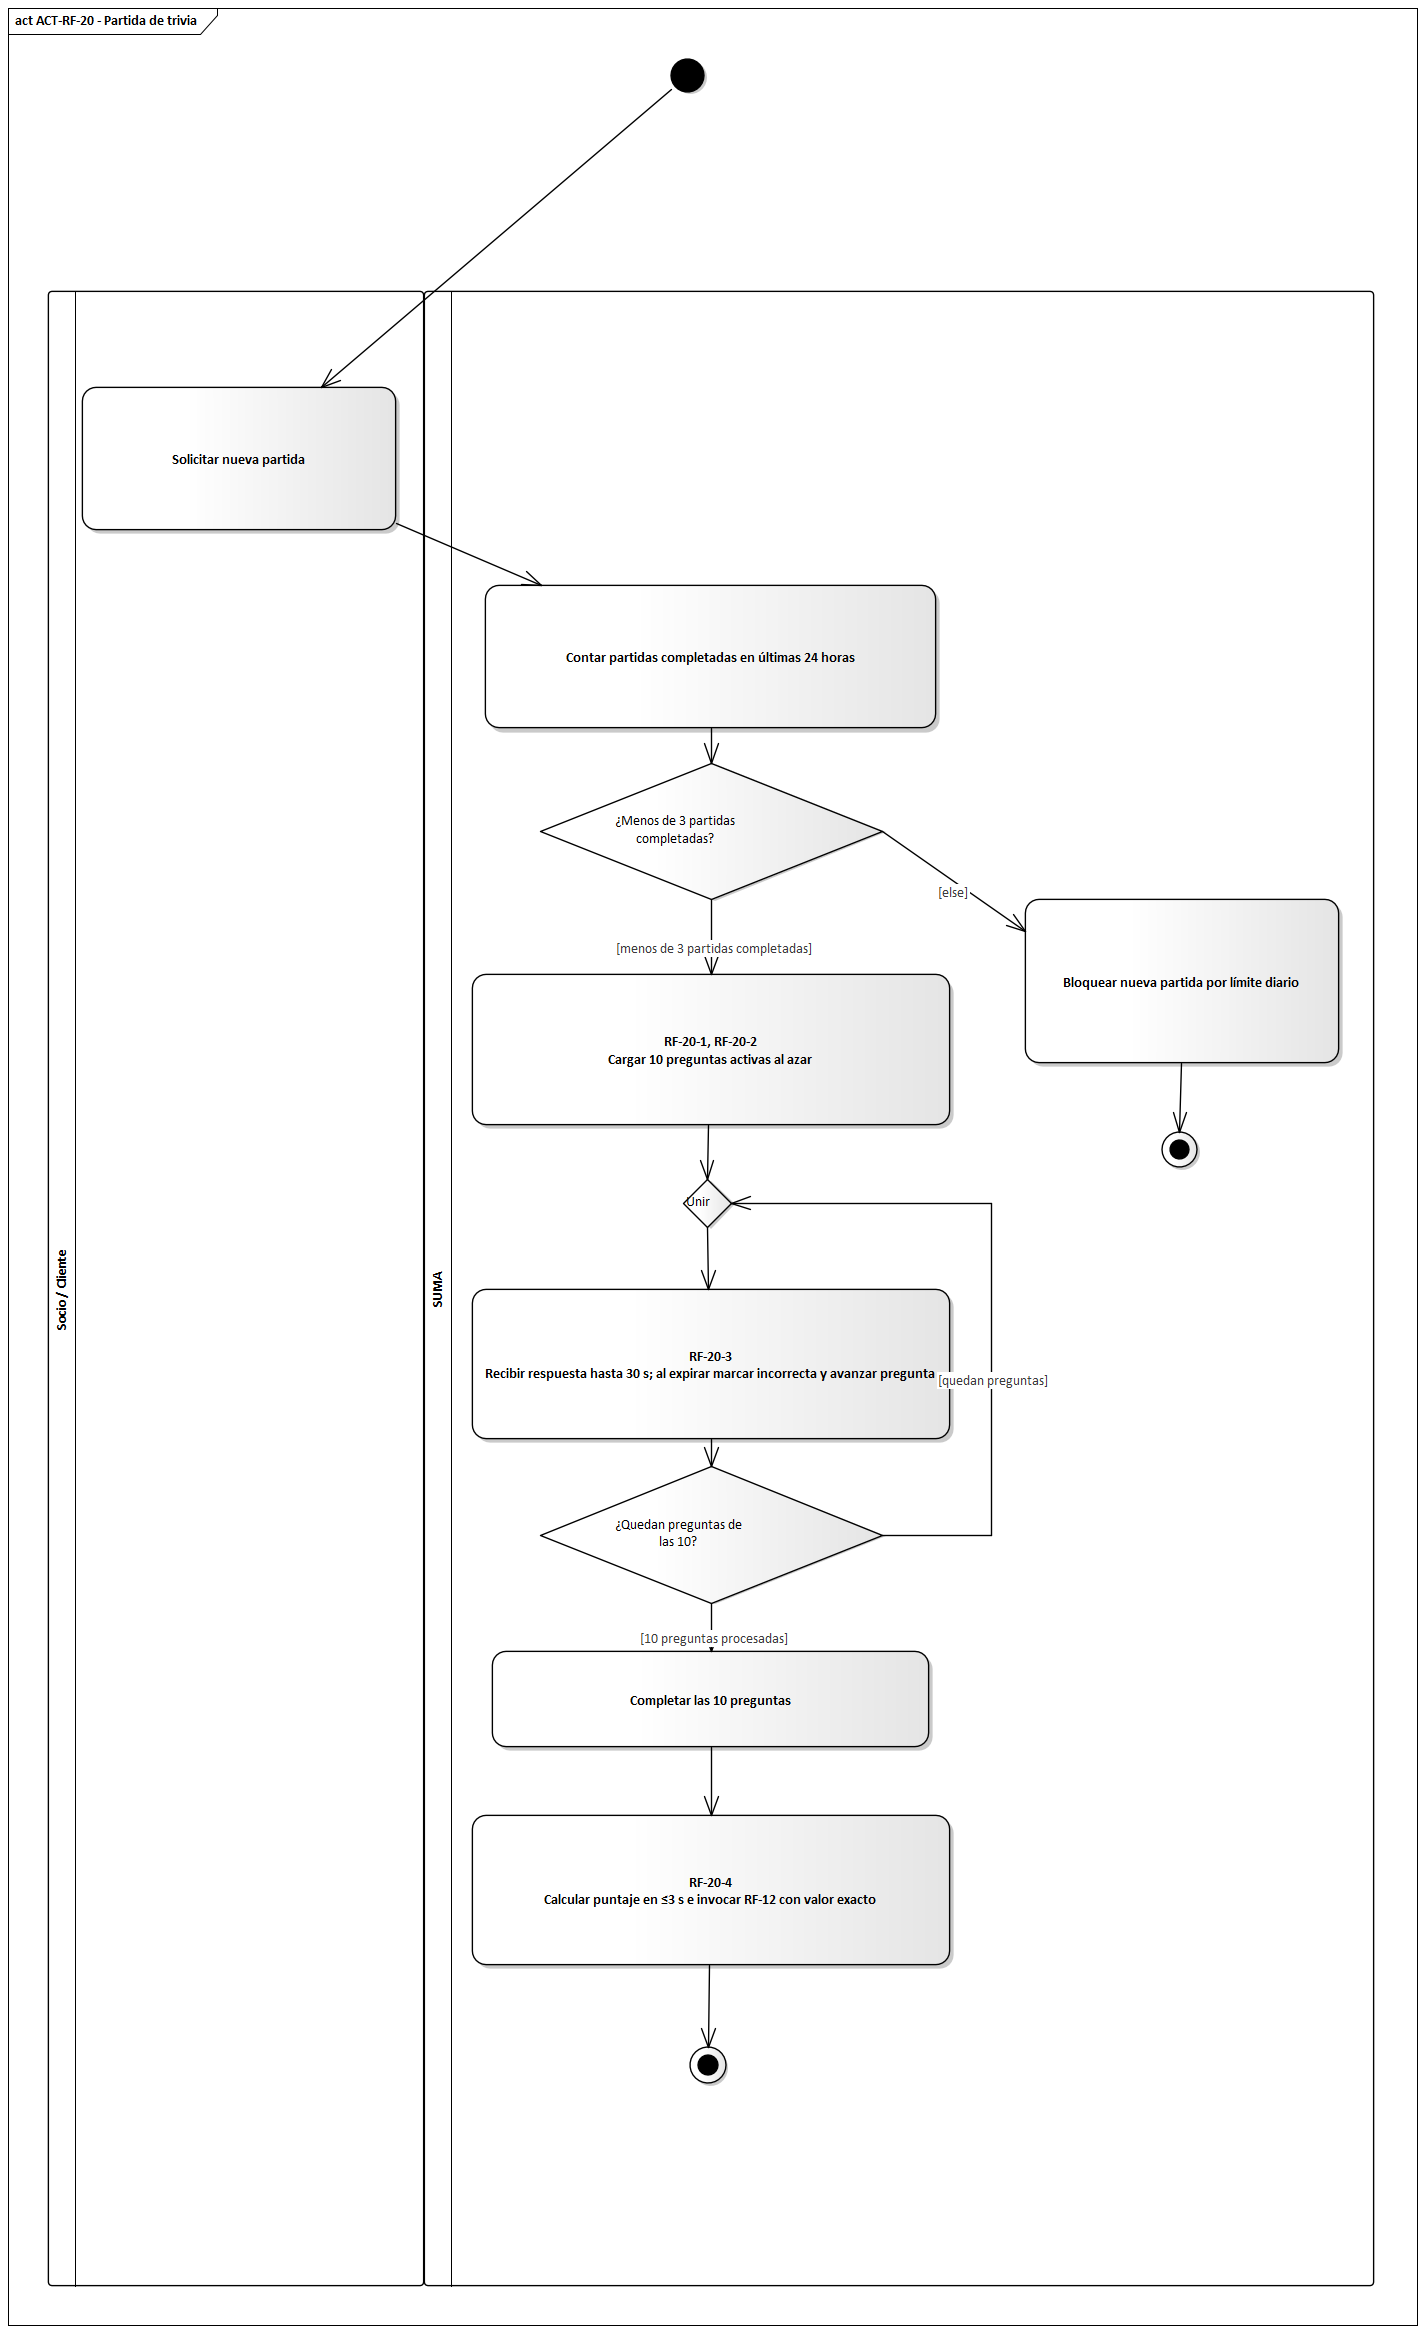 act ACT-RF-20 - Partida de trivia
Socio / Cliente
SUMA
Solicitar nueva partida
Contar partidas completadas en últimas 24 horas
¿Menos de 3 partidas
completadas?
[else]
[menos de 3 partidas completadas]
Bloquear nueva partida por límite diario
RF-20-1, RF-20-2
Cargar 10 preguntas activas al azar
Unir
RF-20-3
Recibir respuesta hasta 30 s; al expirar marcar incorrecta y avanzar pregunta
[quedan preguntas]
¿Quedan preguntas de
las 10?
[10 preguntas procesadas]
Completar las 10 preguntas
RF-20-4
Calcular puntaje en ≤3 s e invocar RF-12 con valor exacto